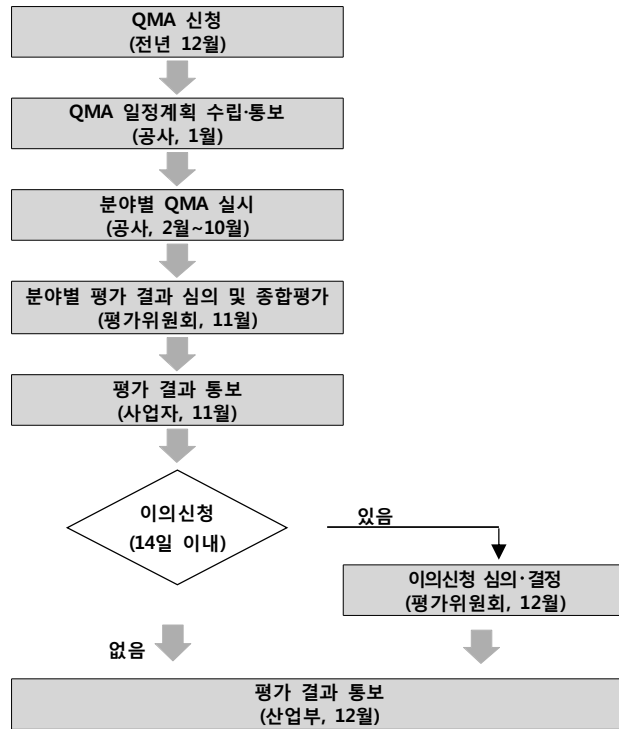 QMA 신청
(전년 12월)
QMA 일정계획 수립·통보
(공사, 1월)
분야별 QMA 실시
(공사, 2월~10월)
분야별 평가 결과 심의 및 종합평가
(평가위원회, 11월)
평가 결과 통보
(사업자, 11월)
이의신청
(14일 이내)
있음
이의신청 심의·결정
(평가위원회, 12월)
없음
평가 결과 통보
(산업부, 12월)